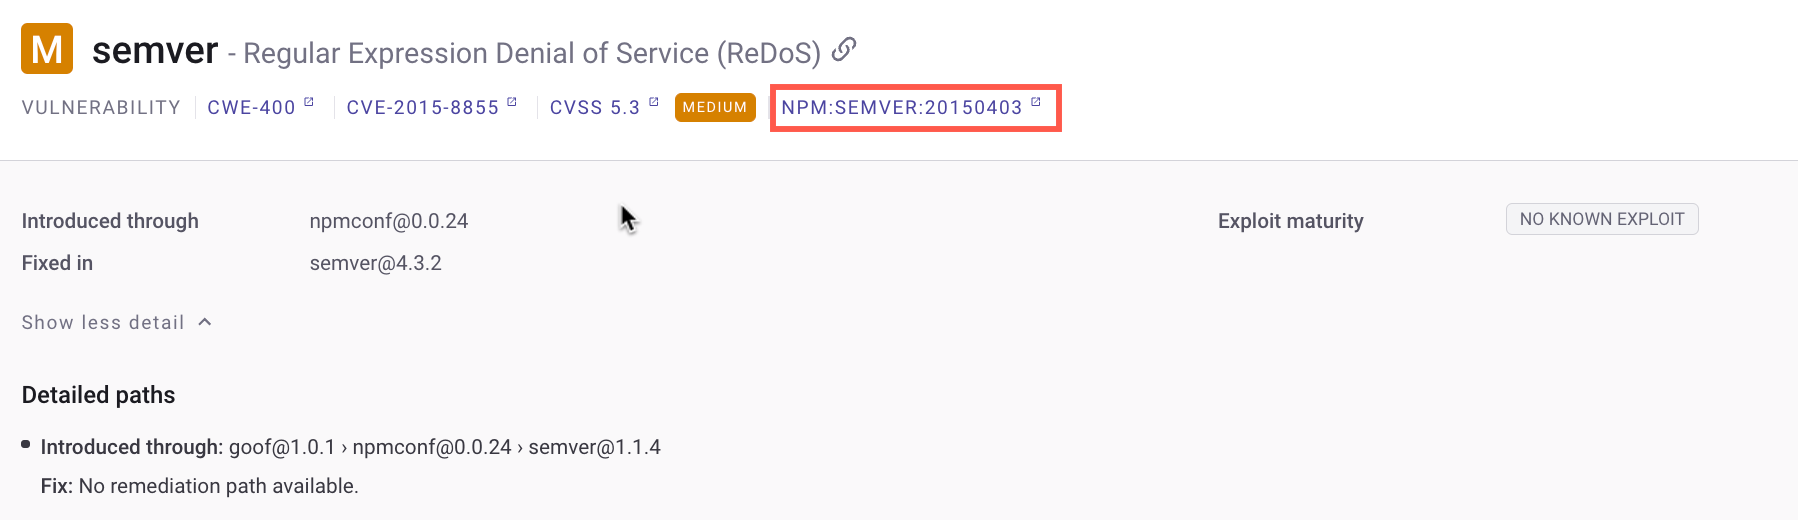 M semver - Regular Expression Denial of Service (ReDoS)
VULNERABILITY CWE-400 CVE-2015-8855 CVSS 5.3 MEDIUM NPM:SEMVER:20150403
Introduced through npmconf@0.0.24 Exploit maturity NO KNOWN EXPLOIT
Fixed in semver@4.3.2
Show less detail
Detailed paths
Introduced through: goof@1.0.1 › npmconf@0.0.24 › semver@1.1.4
Fix: No remediation path available.